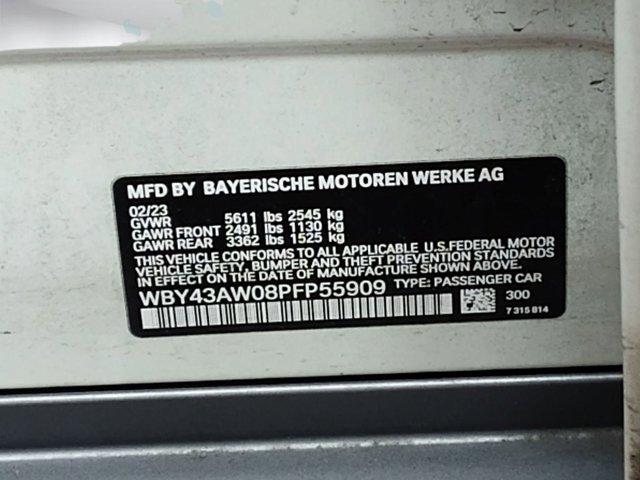 MFD BY BAYERISCHE MOTOREN WERKE AG
02/23
GVWR 5611 lbs 2545 kg
GAWR FRONT 2491 lbs 1130 kg
GAWR REAR 3362 lbs 1525 kg
THIS VEHICLE CONFORMS TO ALL APPLICABLE U.S.FEDERAL MOTOR
VEHICLE SAFETY, BUMPER AND THEFT PREVENTION STANDARDS
IN EFFECT ON THE DATE OF MANUFACTURE SHOWN ABOVE.
WBY43AW08PFP55909 TYPE: PASSENGER CAR
300
7 315 814